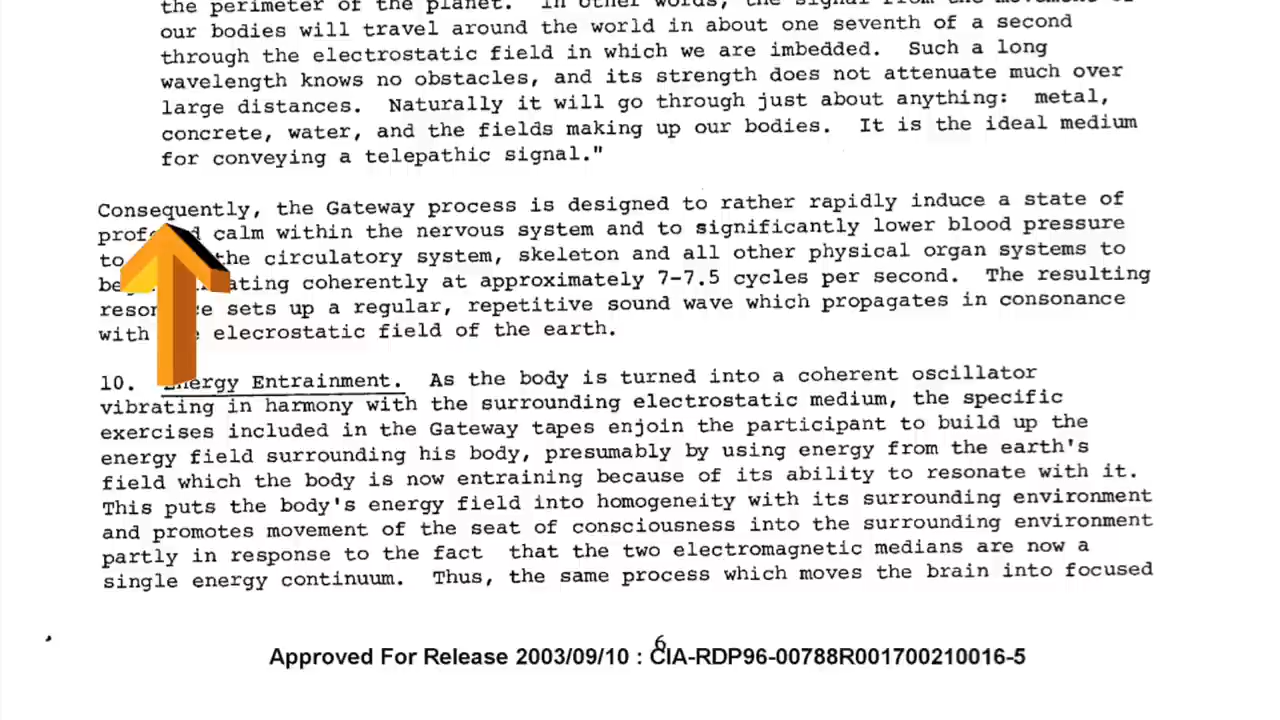 the perimeter of the planet. In other words, the signal from the movement of
our bodies will travel around the world in about one seventh of a second
through the electrostatic field in which we are imbedded. Such a long
wavelength knows no obstacles, and its strength does not attenuate much over
large distances. Naturally it will go through just about anything: metal,
concrete, water, and the fields making up our bodies. It is the ideal medium
for conveying a telepathic signal."
Consequently, the Gateway process is designed to rather rapidly induce a state of
calm within the nervous system and to significantly lower blood pressure
to the circulatory system, skeleton and all other physical organ systems to
coherently at approximately 7-7.5 cycles per second. The resulting
sets up a regular, repetitive sound wave which propagates in consonance
with elecrostatic field of the earth.
10. Energy Entrainment. As the body is turned into a coherent oscillator
vibrating in harmony with the surrounding electrostatic medium, the specific
exercises included in the Gateway tapes enjoin the participant to build up the
energy field surrounding his body, presumably by using energy from the earth's
field which the body is now entraining because of its ability to resonate with it.
This puts the body's energy field into homogeneity with its surrounding environment
and promotes movement of the seat of consciousness into the surrounding environment
partly in response to the fact that the two electromagnetic medians are now a
single energy continuum. Thus, the same process which moves the brain into focused
6
Approved For Release 2003/09/10 : CIA-RDP96-00788R001700210016-5